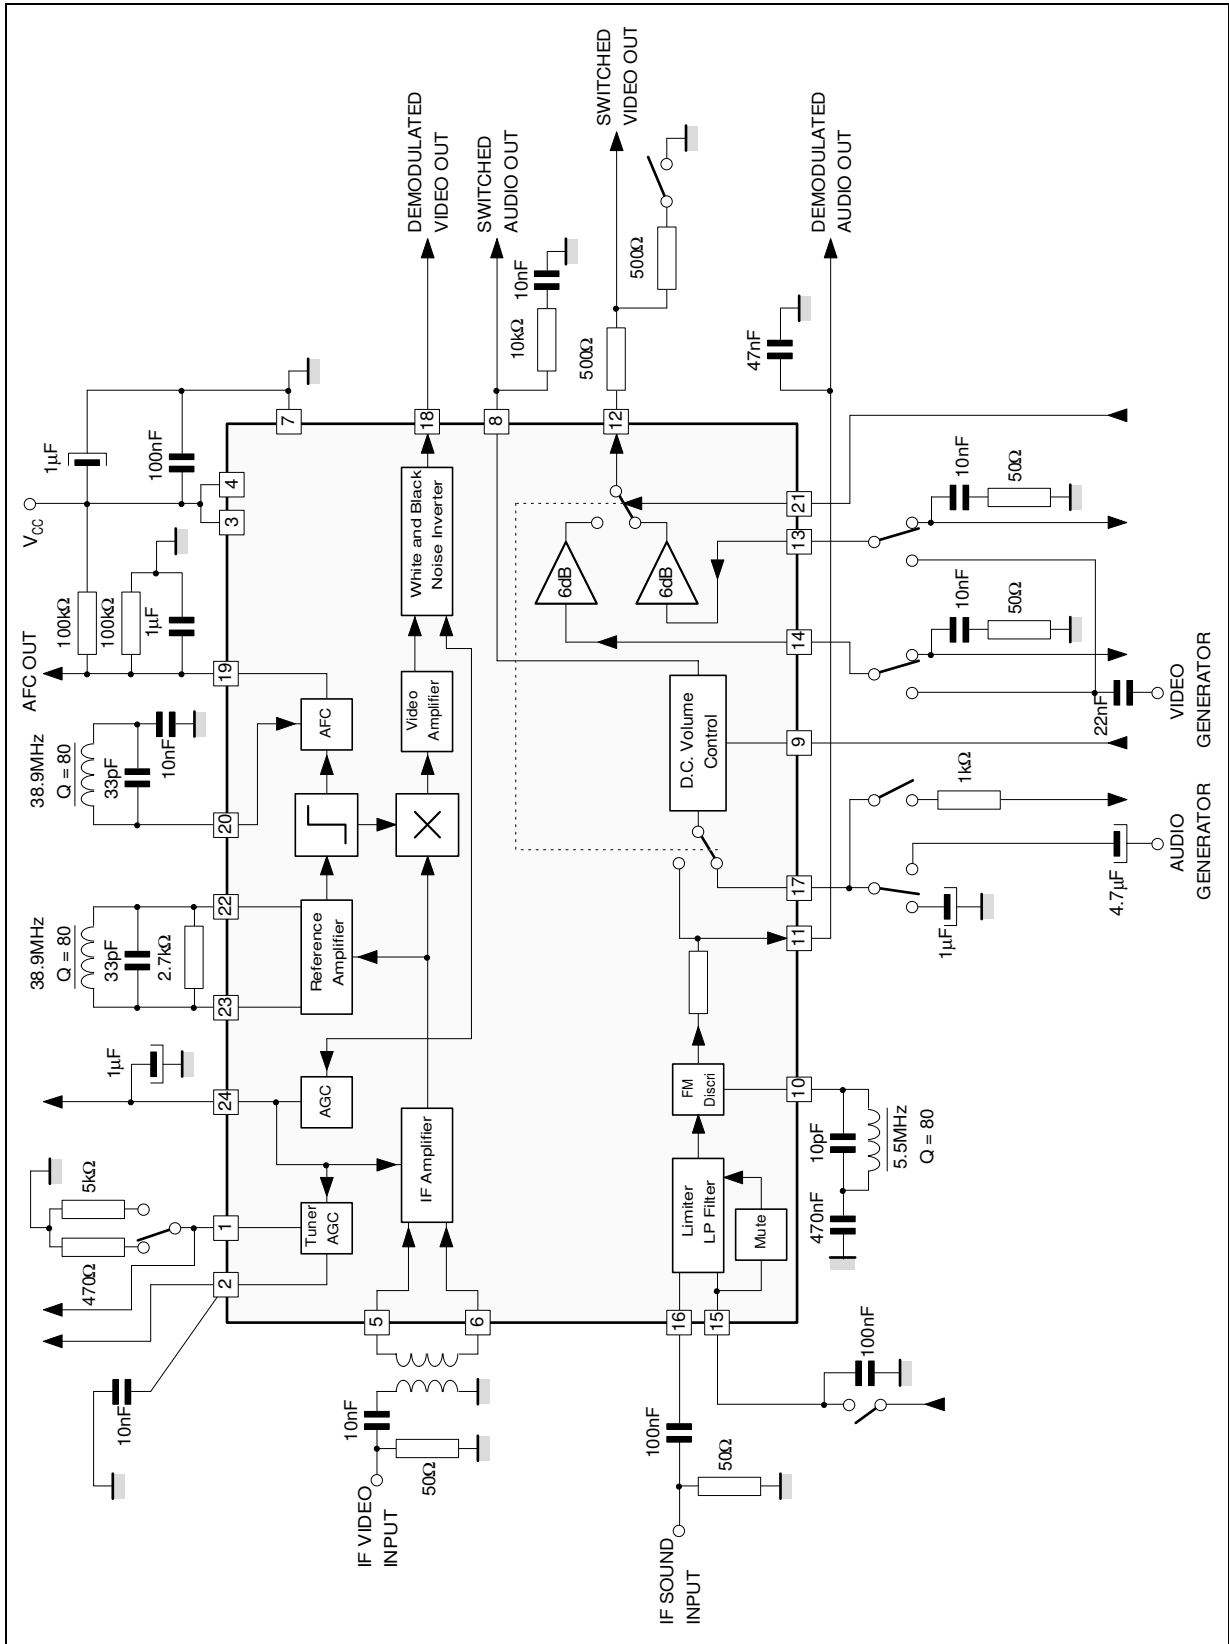 IF VIDEO
INPUT
10nF
50Ω
10nF
470Ω
5kΩ
2
1
Tuner
AGC
5
6
IF Amplifier
1µF
24
AGC
38.9MHz
Q = 80
33pF
2.7kΩ
23
22
Reference
Amplifier
38.9MHz
Q = 80
33pF
10nF
20
AFC
AFC OUT
19
100kΩ
100kΩ
1µF
Video
Amplifier
VCC
1µF
100nF
3
4
7
White and Black
Noise Inverter
18
DEMODULATED
VIDEO OUT
8
SWITCHED
AUDIO OUT
10kΩ
10nF
12
500Ω
500Ω
SWITCHED
VIDEO OUT
6dB
6dB
D.C. Volume
Control
IF SOUND
INPUT
100nF
50Ω
16
15
100nF
Limiter
LP Filter
Mute
FM
Discri
10
470nF
10pF
5.5MHz
Q = 80
11
17
9
14
13
21
47nF
DEMODULATED
AUDIO OUT
1µF
4.7µF
1kΩ
AUDIO
GENERATOR
22nF
VIDEO
GENERATOR
10nF
50Ω
10nF
50Ω